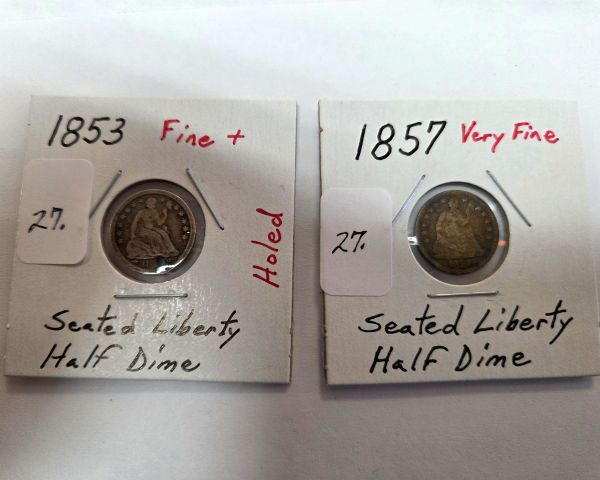 1853 Fine +
27.
Holed
Seated Liberty
Half Dime
1857 Very Fine
27.
Seated Liberty
Half Dime